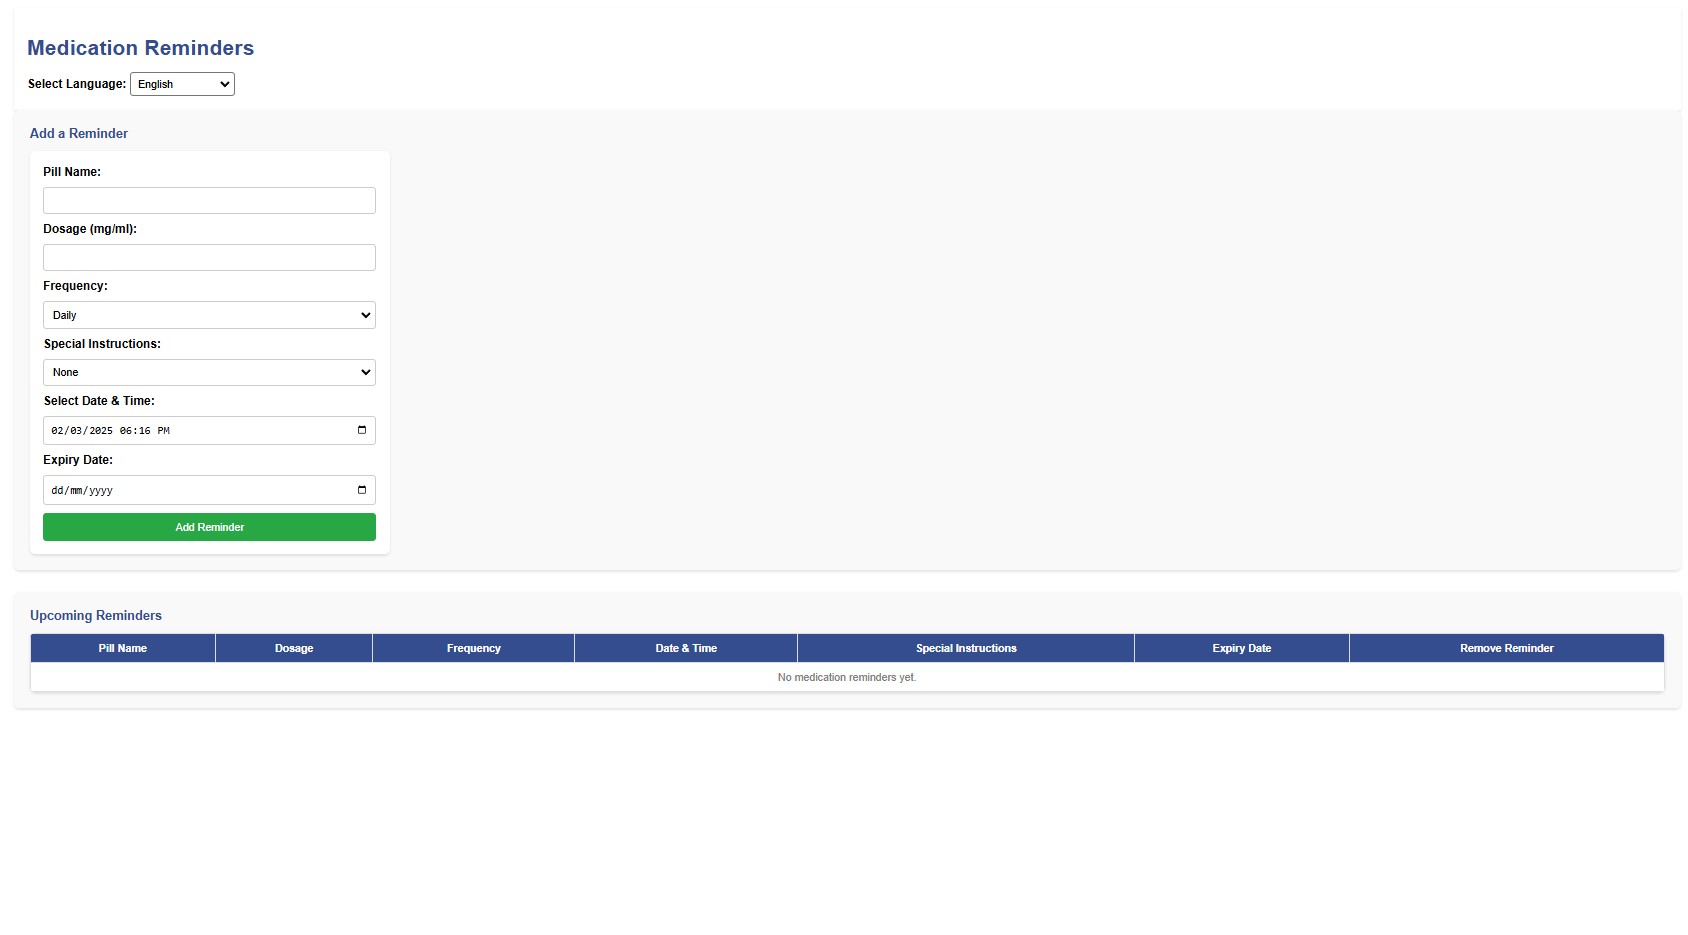 Medication Reminders
Select Language: English
Add a Reminder
Pill Name:
Dosage (mg/ml):
Frequency:
Daily
Special Instructions:
None
Select Date & Time:
02/03/2025 06:16 PM
Expiry Date:
dd/mm/yyyy
Add Reminder
Upcoming Reminders
Pill Name Dosage Frequency Date & Time Special Instructions Expiry Date Remove Reminder
No medication reminders yet.